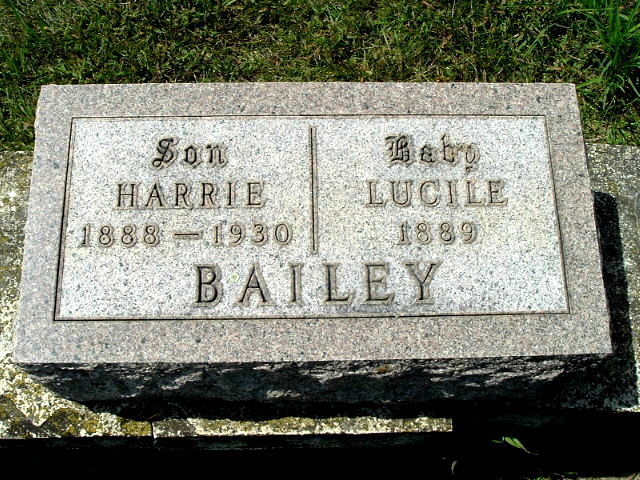 Son
HARRIE
1888 — 1930
Baby
LUCILE
1889
BAILEY